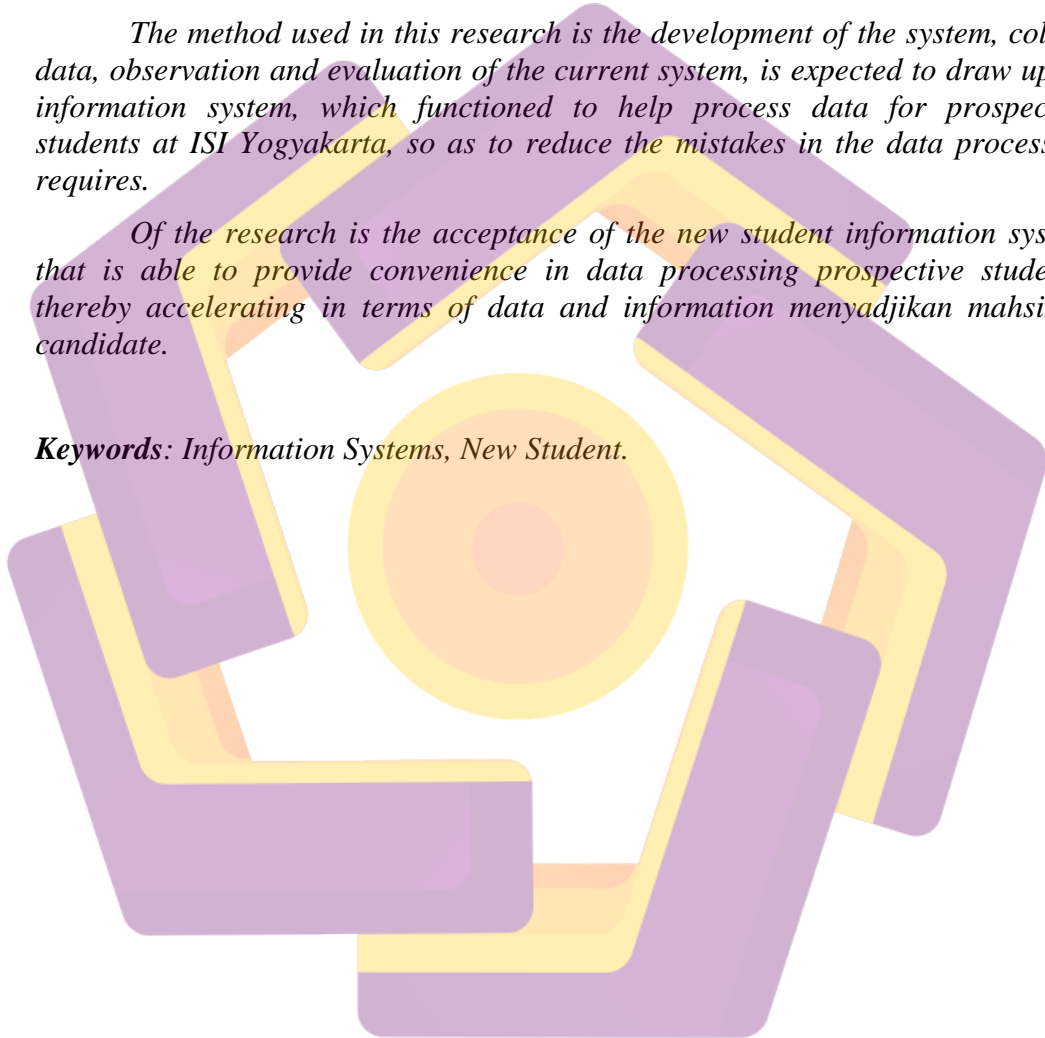 The method used in this research is the development of the system, col
data, observation and evaluation of the current system, is expected to draw up
information system, which functioned to help process data for prospec
students at ISI Yogyakarta, so as to reduce the mistakes in the data process
requires.
Of the research is the acceptance of the new student information sys
that is able to provide convenience in data processing prospective stude
thereby accelerating in terms of data and information menyadjikan mahsi
candidate.
Keywords: Information Systems, New Student.